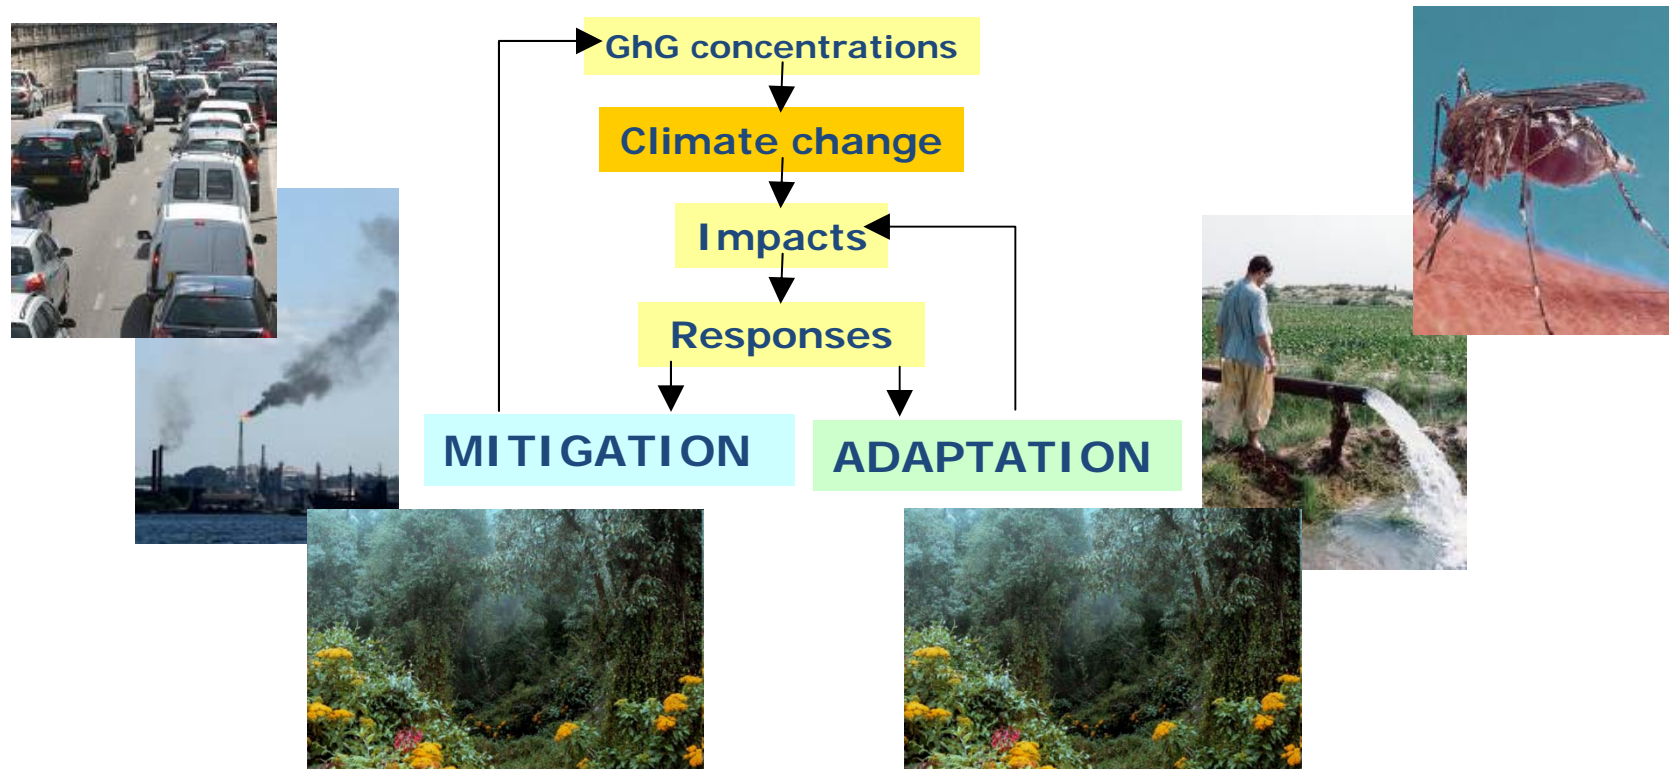 GhG concentrations
Climate change
Impacts
Responses
MITIGATION
ADAPTATION